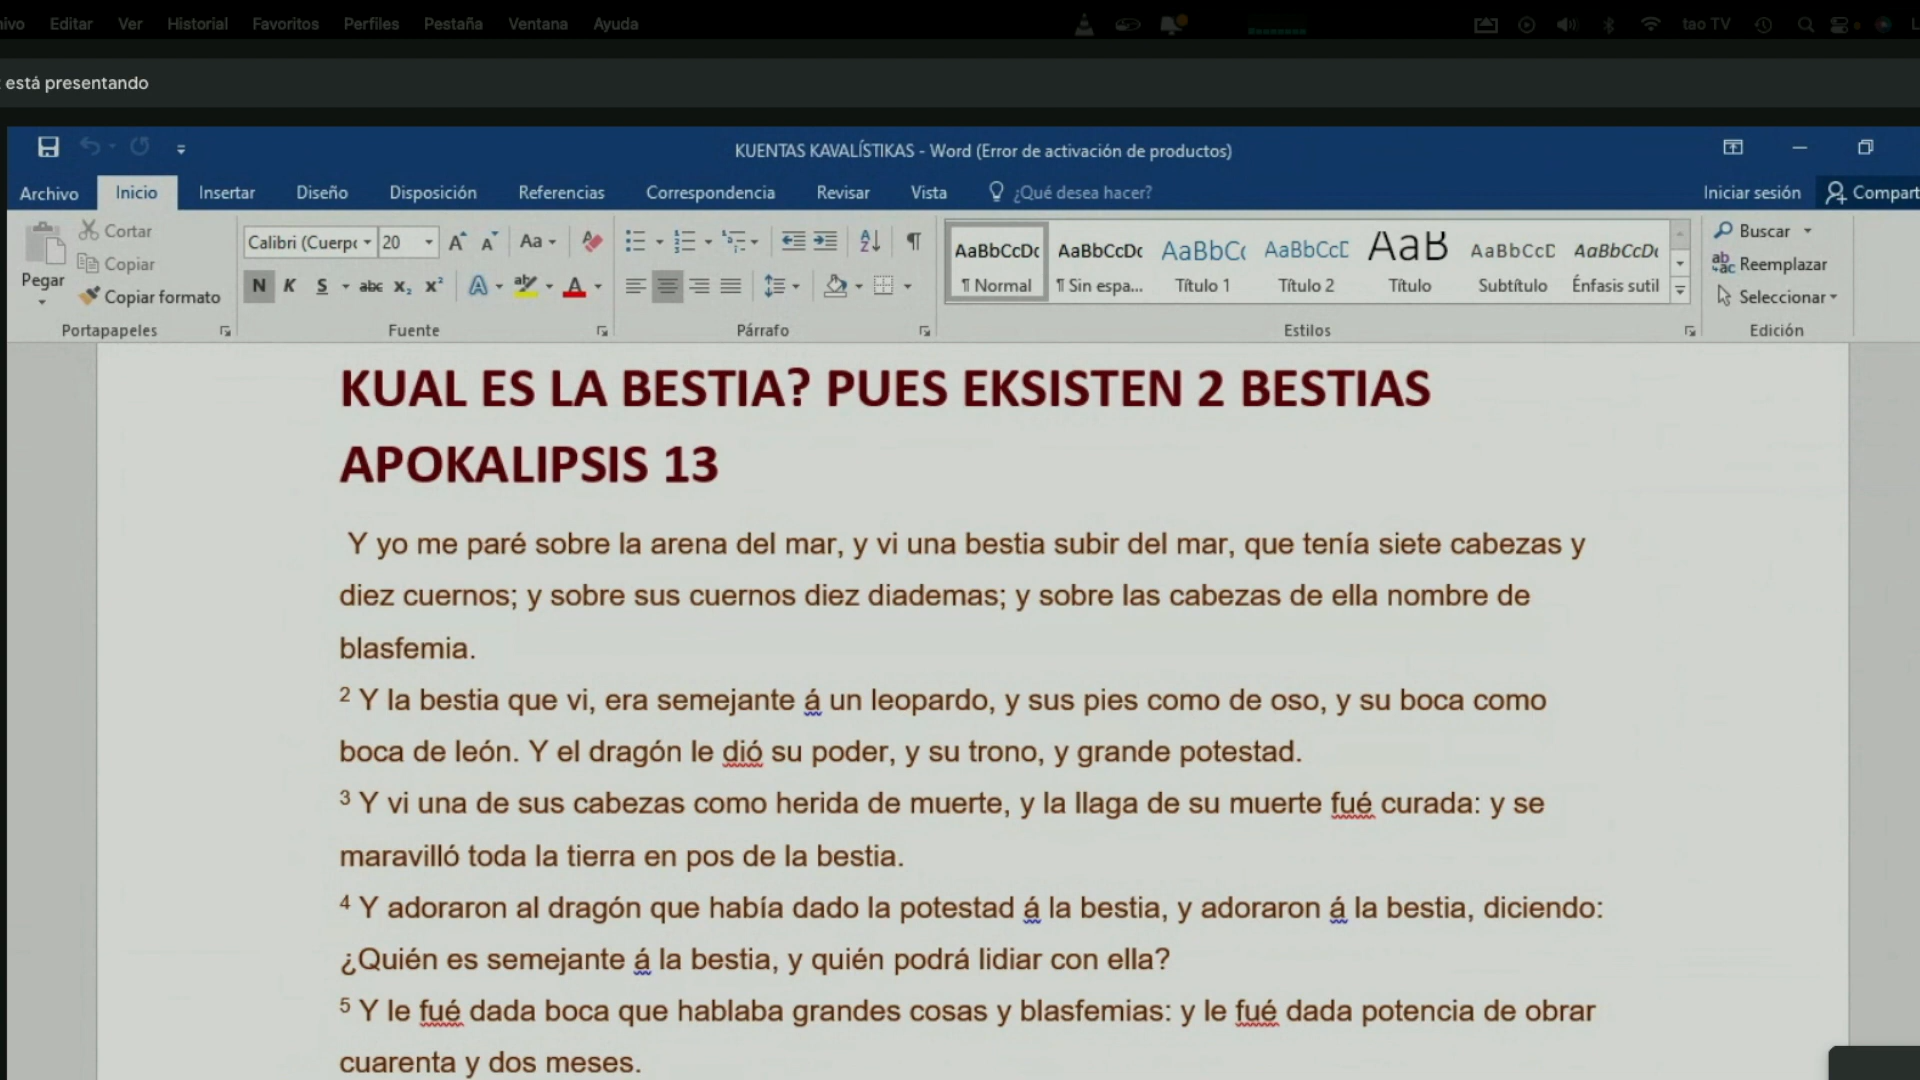 Editar Ver Historial Favoritos Perfiles Pestaña Ventana Ayuda tao TV
está presentando
KUENTAS KAVALÍSTIKAS - Word (Error de activación de productos)
Archivo Inicio Insertar Diseño Disposición Referencias Correspondencia Revisar Vista ¿Qué desea hacer? Iniciar sesión
Pegar
Cortar
Copiar
Copiar formato
Portapapeles
Calibri (Cuerpo 20
Fuente
Párrafo
AaBbCcDc AaBbCcDc AaBbCc AaBbCcE AaB AaBbCcD AaBbCcDc
¶ Normal ¶ Sin espa... Título 1 Título 2 Título Subtítulo Énfasis sutil
Estilos
Buscar
Reemplazar
Seleccionar
Edición
KUAL ES LA BESTIA? PUES EKSISTEN 2 BESTIAS
APOKALIPSIS 13
Y yo me paré sobre la arena del mar, y vi una bestia subir del mar, que tenía siete cabezas y
diez cuernos; y sobre sus cuernos diez diademas; y sobre las cabezas de ella nombre de
blasfemia.
2 Y la bestia que vi, era semejante á un leopardo, y sus pies como de oso, y su boca como
boca de león. Y el dragón le dió su poder, y su trono, y grande potestad.
3 Y vi una de sus cabezas como herida de muerte, y la llaga de su muerte fué curada: y se
maravilló toda la tierra en pos de la bestia.
4 Y adoraron al dragón que había dado la potestad á la bestia, y adoraron á la bestia, diciendo:
¿Quién es semejante á la bestia, y quién podrá lidiar con ella?
5 Y le fué dada boca que hablaba grandes cosas y blasfemias: y le fué dada potencia de obrar
cuarenta y dos meses.